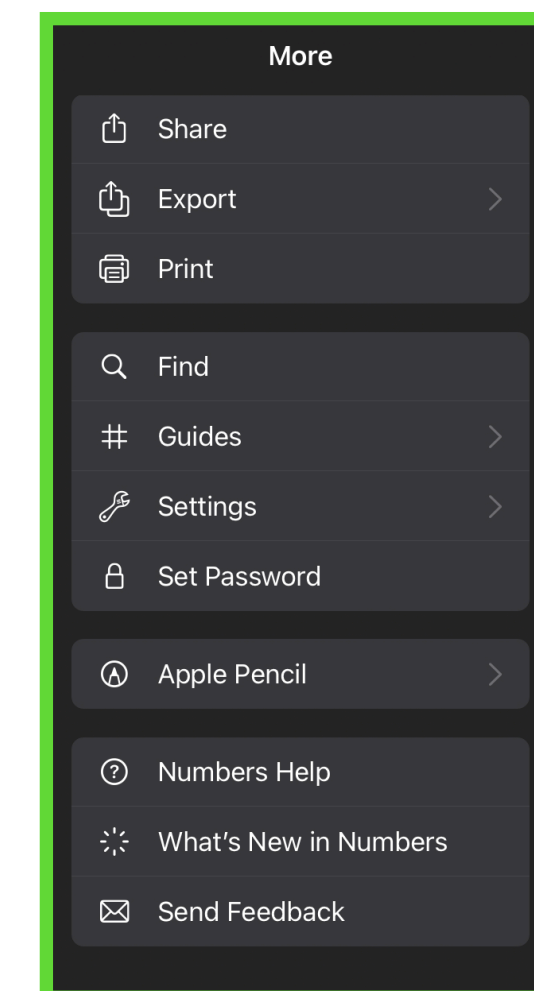 More
Share
Export
Print
Find
Guides
Settings
Set Password
Apple Pencil
Numbers Help
What’s New in Numbers
Send Feedback